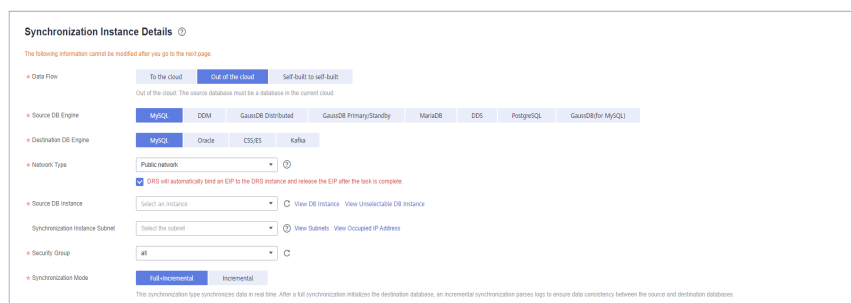 Synchronization Instance Details
The following information cannot be modified after you go to the next page.
* Data Flow To the cloud Out of the cloud Self-built to self-built
Out of the cloud: The source database must be a database in the current cloud.
* Source DB Engine MySQL DDM GaussDB Distributed GaussDB Primary/Standby MariaDB DDS PostgreSQL GaussDB(for MySQL)
* Destination DB Engine MySQL Oracle CSS/ES Kafka
* Network Type Public network
DRS will automatically bind an EIP to the DRS instance and release the EIP after the task is complete.
* Source DB Instance Select an instance View DB Instance View Unselectable DB Instance
Synchronization Instance Subnet Select the subnet View Subnets View Occupied IP Address
* Security Group all
* Synchronization Mode Full+Incremental Incremental
This synchronization type synchronizes data in real time. After a full synchronization initializes the destination database, an incremental synchronization parses logs to ensure data consistency between the source and destination databases.